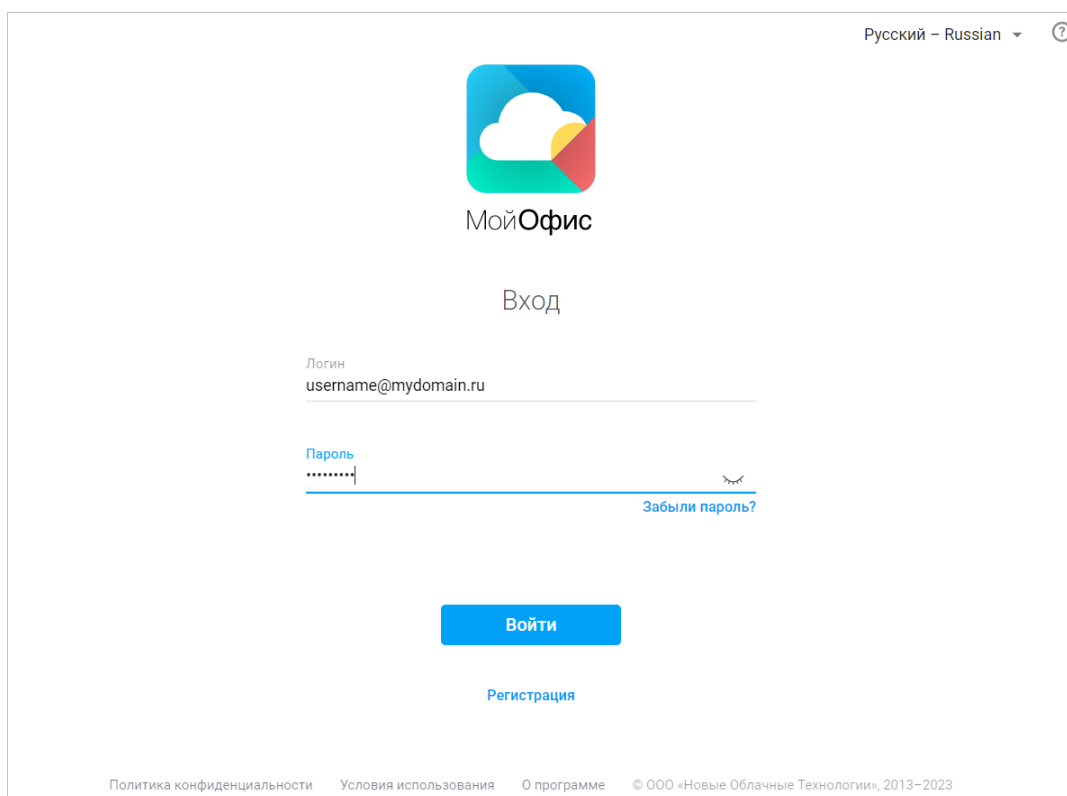 Русский – Russian
МойОфис
Вход
Логин
username@mydomain.ru
Пароль
•••••••••
Забыли пароль?
Войти
Регистрация
Политика конфиденциальности Условия использования О программе © ООО «Новые Облачные Технологии», 2013–2023